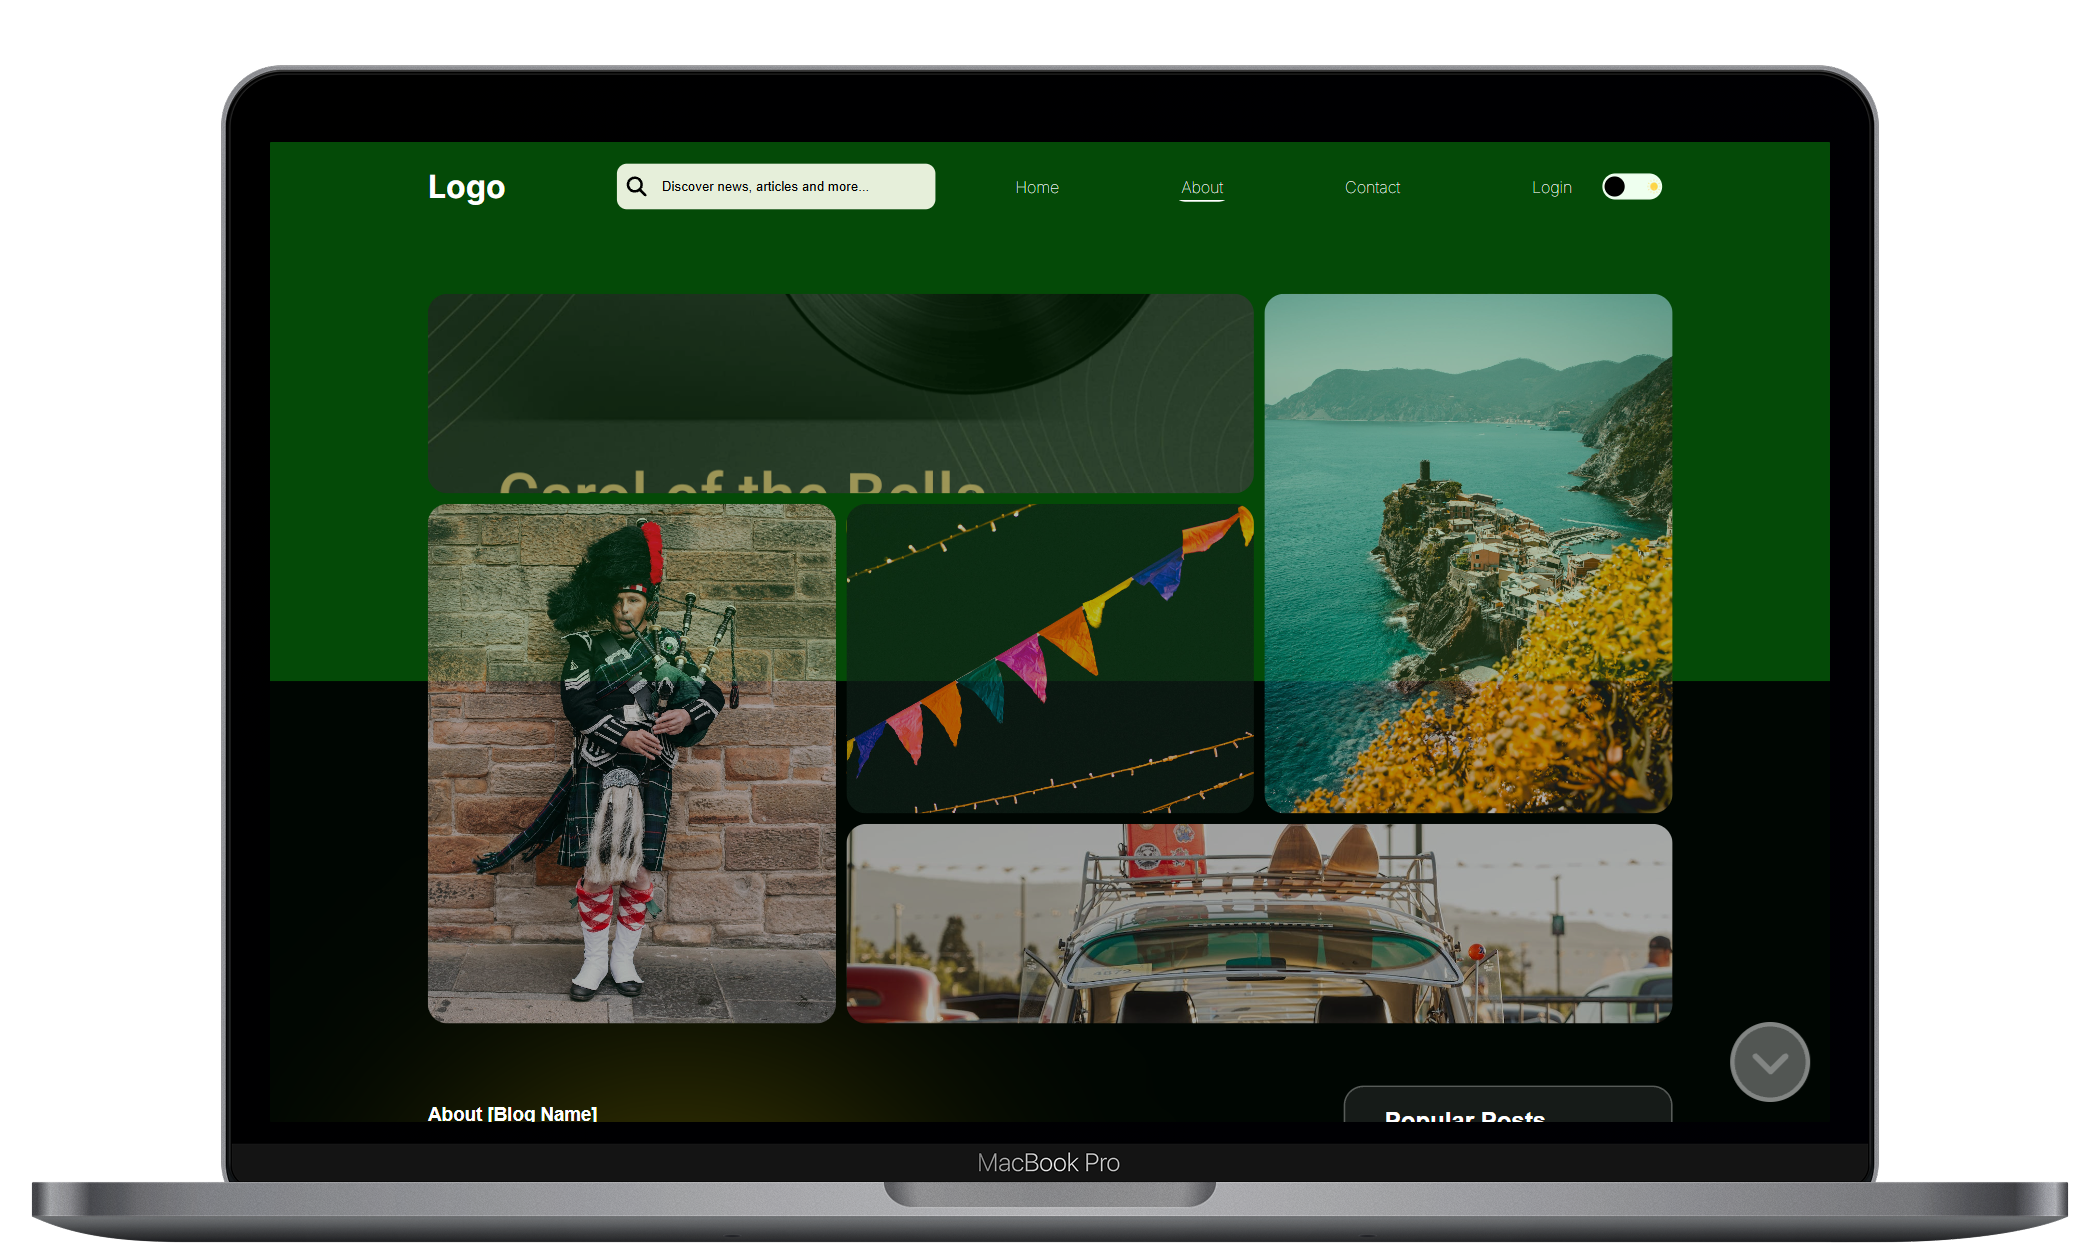 Logo
Discover news, articles and more...
Home
About
Contact
Login
Carol of the Bells
4872
About [Blog Name]
Popular Posts
MacBook Pro